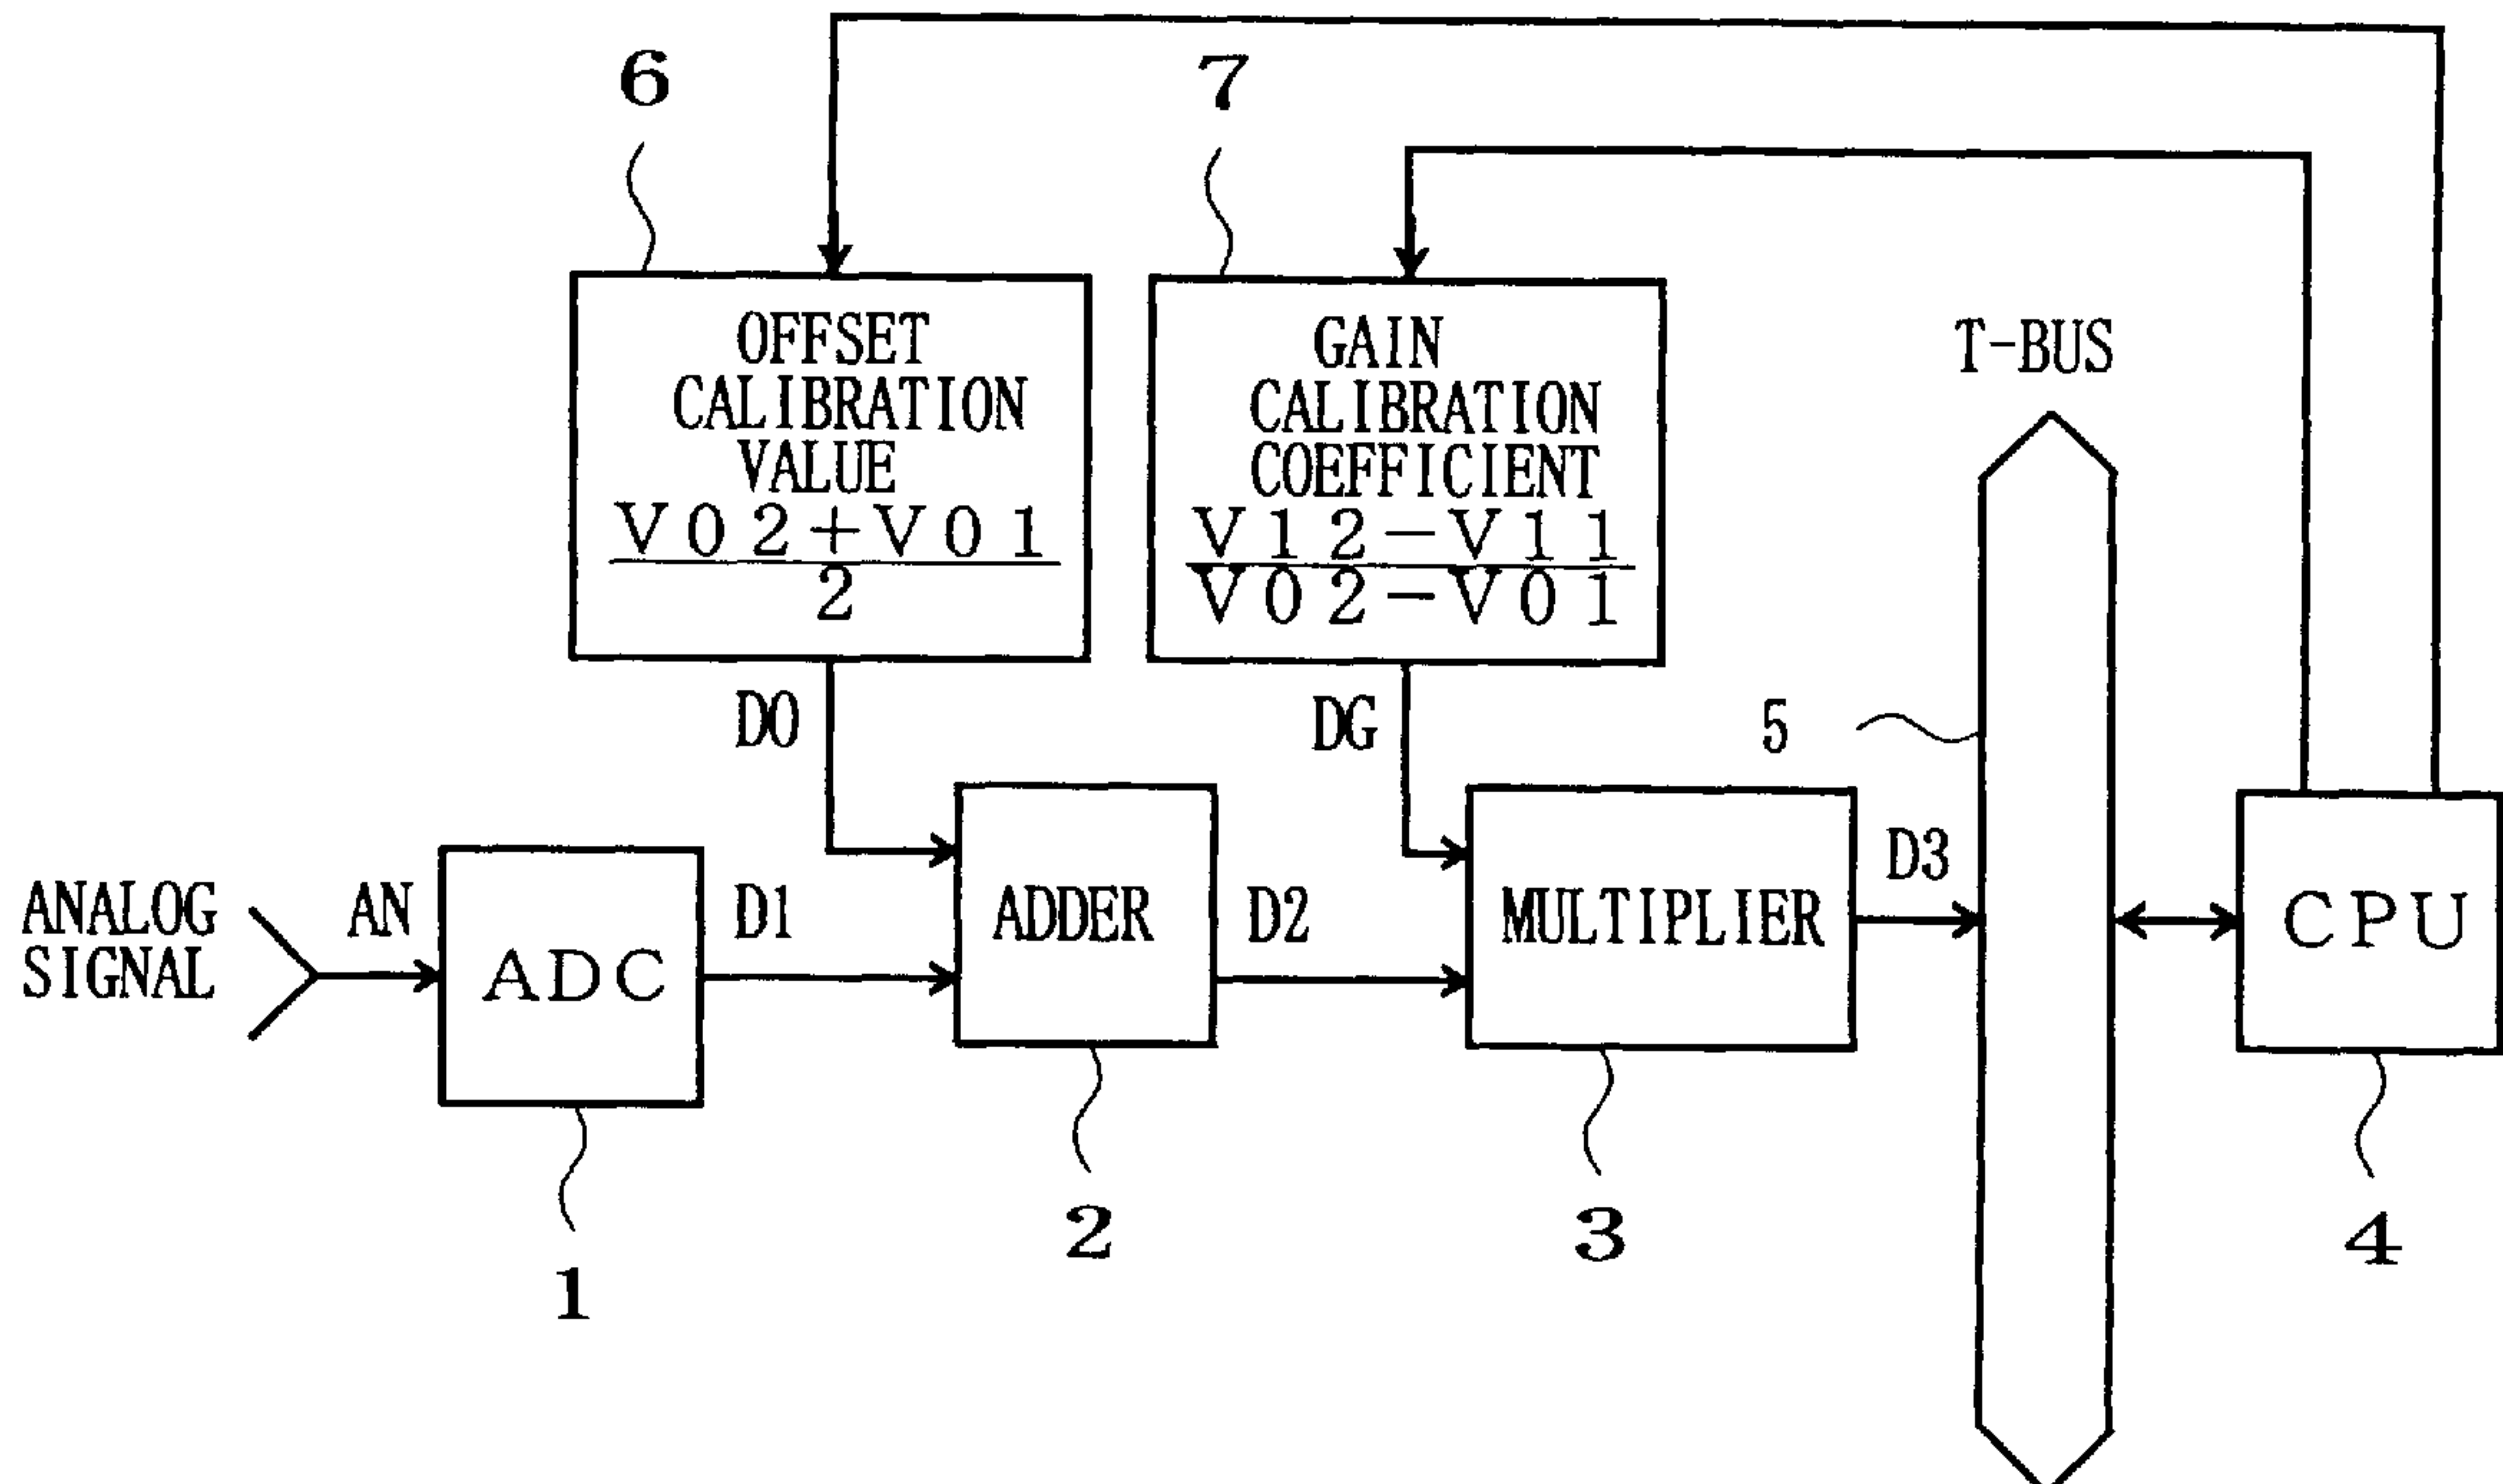 6
7
OFFSET
CALIBRATION
VALUE
V02+V01
2
GAIN
CALIBRATION
COEFFICIENT
V12-V11
V02-V01
T-BUS
DO
DG
5
ANALOG
SIGNAL
AN
ADC
D1
ADDER
D2
MULTIPLIER
D3
CPU
1
2
3
4